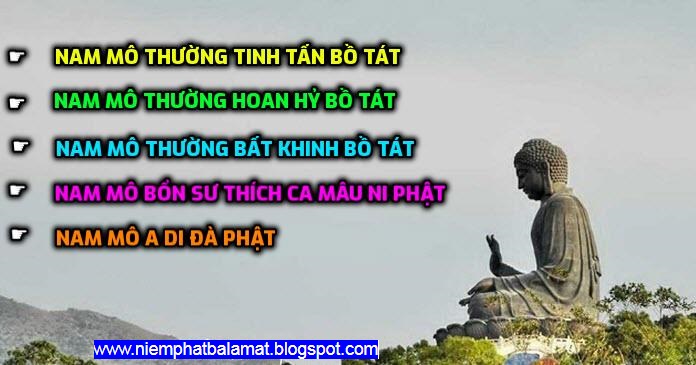 ☛ NAM MÔ THƯỜNG TINH TẤN BỒ TÁT
☛ NAM MÔ THƯỜNG HOAN HỶ BỒ TÁT
☛ NAM MÔ THƯỜNG BẤT KHINH BỒ TÁT
☛ NAM MÔ BỔN SƯ THÍCH CA MÂU NI PHẬT
☛ NAM MÔ A DI ĐÀ PHẬT
www.niemphatbalamat.blogspot.com